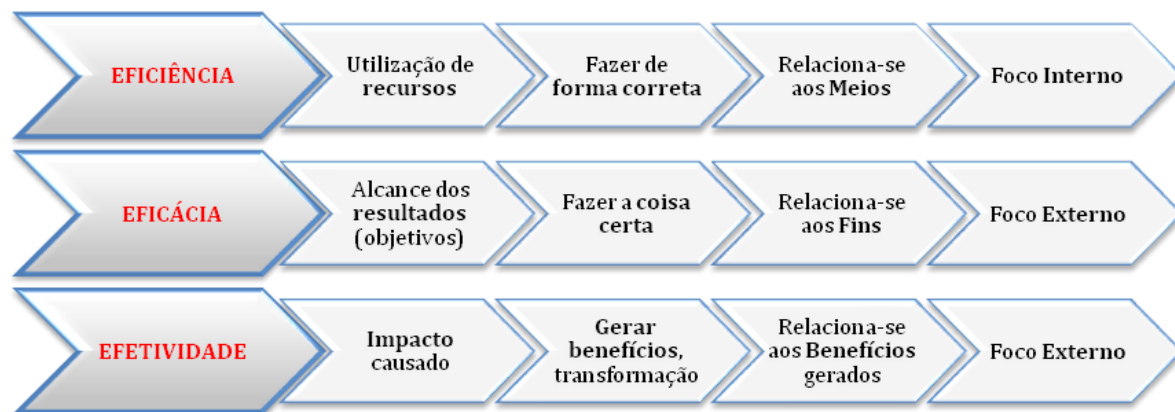 EFICIÊNCIA
Utilização de
recursos
Fazer de
forma correta
Relaciona-se
aos Meios
Foco Interno
EFICÁCIA
Alcance dos
resultados
(objetivos)
Fazer a coisa
certa
Relaciona-se
aos Fins
Foco Externo
EFETIVIDADE
Impacto
causado
Gerar
benefícios,
transformação
Relaciona-se
aos Benefícios
gerados
Foco Externo